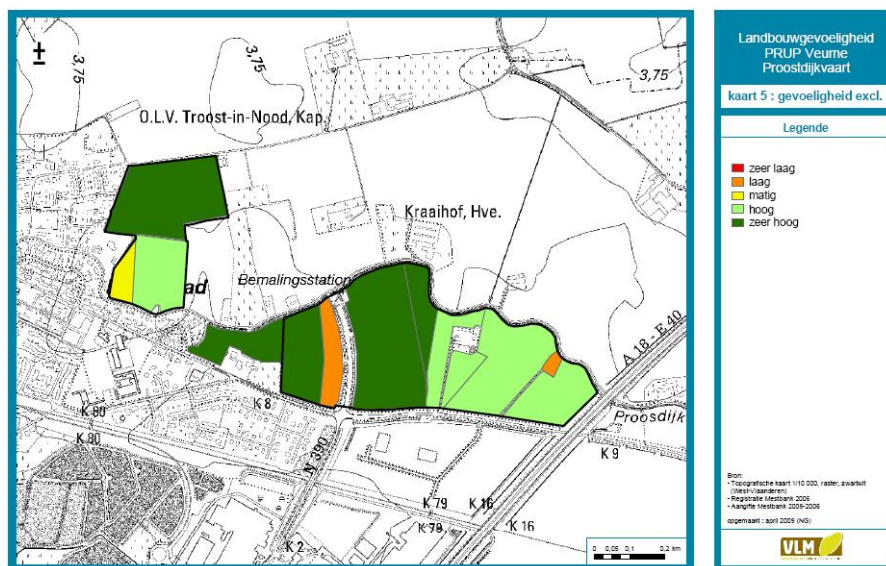 ±
3,75
3,75
3,75
O.L.V. Troost-in-Nood, Kap.
Kraaihof, Hve.
Bemalingsstation
ad
A 18 - E 40
K 8
K 80
K 80
N 390
Proosdijk
K 9
K 79
K 16
K 79
K 16
K 2
0 0,05 0,1 0,2 km
Landbouwgevoeligheid
PRUP Veurne
Proostdijkvaart
kaart 5 : gevoeligheid excl.
Legende
zeer laag
laag
matig
hoog
zeer hoog
Bron:
- Topografische kaart 1/10 000, raster, zwartwit
(West-Vlaanderen)
- Registratie Mestbank 2006
- Aangifte Mestbank 2005-2006
opgemaakt : april 2009 (NG)
VLM